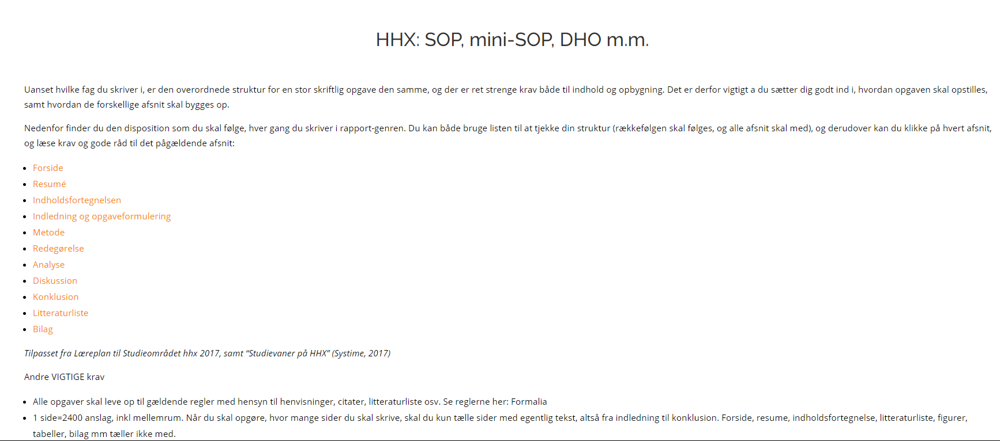 HHX: SOP, mini-SOP, DHO m.m.
Uanset hvilke fag du skriver i, er den overordnede struktur for en stor skriftlig opgave den samme, og der er ret strenge krav både til indhold og opbygning. Det er derfor vigtigt a du sætter dig godt ind i, hvordan opgaven skal opstilles,
samt hvordan de forskellige afsnit skal bygges op.
Nedenfor finder du den disposition som du skal følge, hver gang du skriver i rapport-genren. Du kan både bruge listen til at tjekke din struktur (rækkefølgen skal følges, og alle afsnit skal med), og derudover kan du klikke på hvert afsnit,
og læse krav og gode råd til det pågældende afsnit:
• Forside
• Resumé
• Indholdsfortegnelsen
• Indledning og opgaveformulering
• Metode
• Redegørelse
• Analyse
• Diskussion
• Konklusion
• Litteraturliste
• Bilag
Tilpasset fra Læreplan til Studieområdet hhx 2017, samt “Studievaner på HHX” (Systime, 2017)
Andre VIGTIGE krav
• Alle opgaver skal leve op til gældende regler med hensyn til henvisninger, citater, litteraturliste osv. Se reglerne her: Formalia
• 1 side=2400 anslag, inkl mellemrum. Når du skal opgøre, hvor mange sider du skal skrive, skal du kun tælle sider med egentlig tekst, altså fra indledning til konklusion. Forside, resume, indholdsfortegnelse, litteraturliste, figurer,
tabeller, bilag mm tæller ikke med.